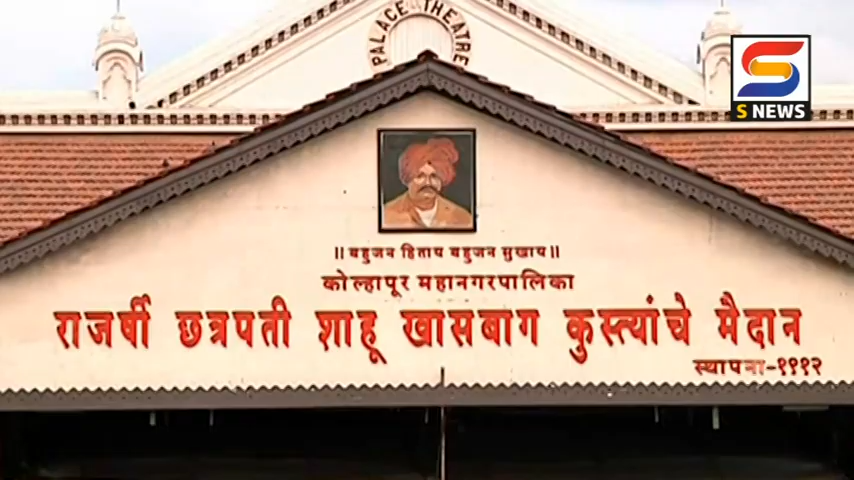 PALACE THEATRE
S NEWS
॥ बहुजन हिताय बहुजन सुखाय ॥
कोल्हापूर महानगरपालिका
राजर्षी छत्रपती शाहू खासबाग कुस्त्यांचे मैदान
स्थापना-१९१२